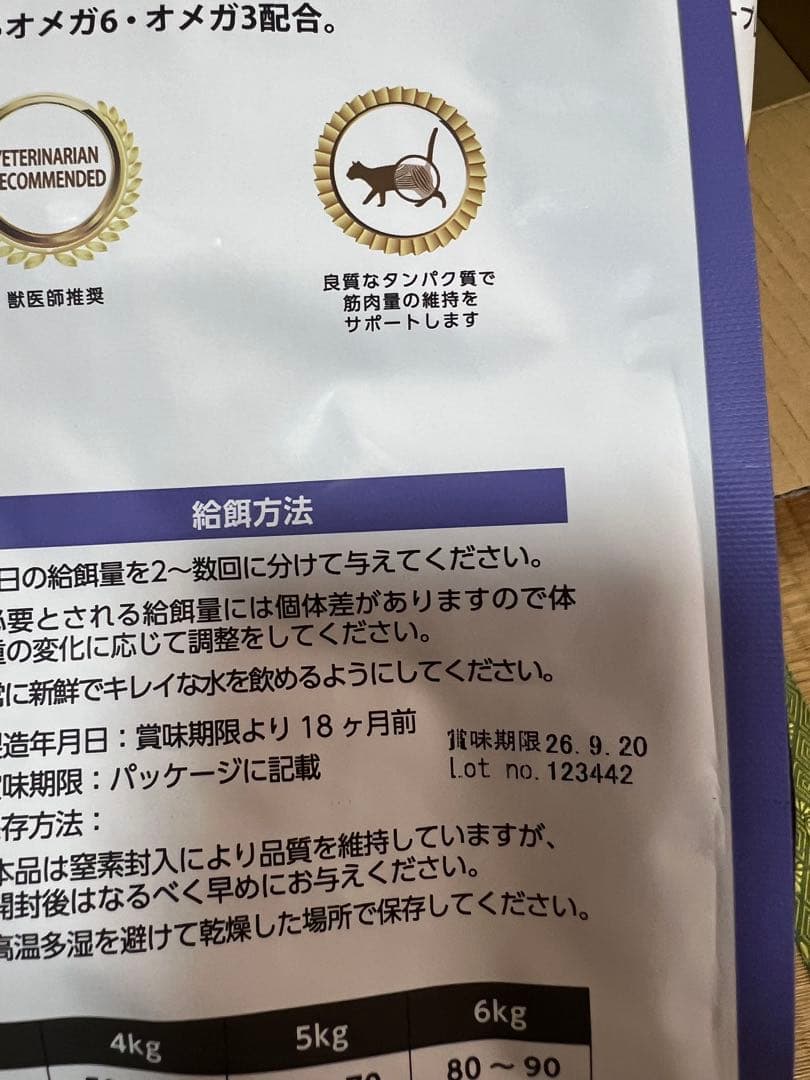 オメガ6・オメガ3配合。
VETERINARIAN
RECOMMENDED
獣医師推奨
良質なタンパク質で
筋肉量の維持を
サポートします
給餌方法
日の給餌量を2～数回に分けて与えてください。
必要とされる給餌量には個体差がありますので体
重の変化に応じて調整をしてください。
常に新鮮でキレイな水を飲めるようにしてください。
製造年月日：賞味期限より 18 ヶ月前
賞味期限：パッケージに記載
賞味期限 26.9.20
Lot no. 123442
保存方法：
本品は窒素封入により品質を維持していますが、
開封後はなるべく早めにお与えください。
高温多湿を避けて乾燥した場所で保存してください。
4kg 5kg 6kg
80～90